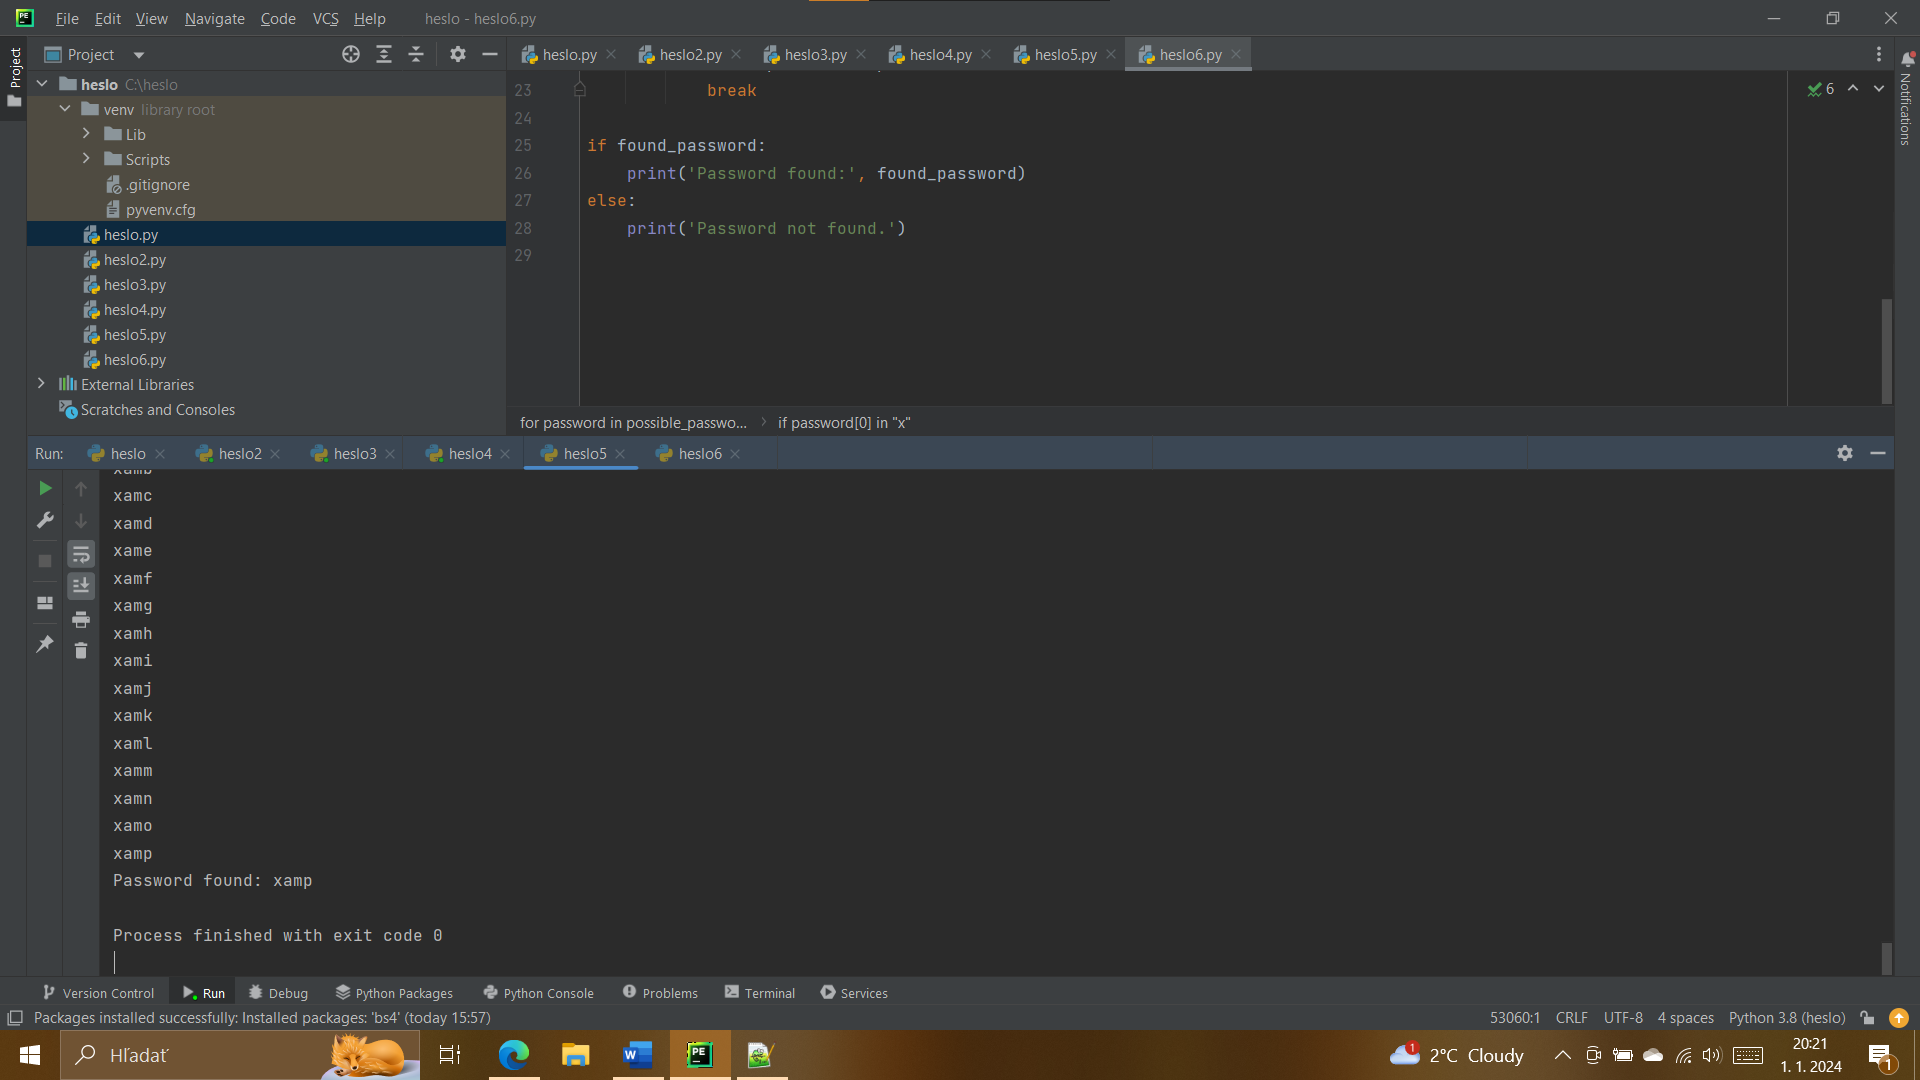 File Edit View Navigate Code VCS Help heslo - heslo6.py
Project
Project
heslo.py heslo2.py heslo3.py heslo4.py heslo5.py heslo6.py
Notifications
heslo C:\heslo
venv library root
Lib
Scripts
.gitignore
pyvenv.cfg
heslo.py
heslo2.py
heslo3.py
heslo4.py
heslo5.py
heslo6.py
External Libraries
Scratches and Consoles
23 break
24
25 if found_password:
26 print('Password found:', found_password)
27 else:
28 print('Password not found.')
29
6
for password in possible_passwo... if password[0] in "x"
Run: heslo heslo2 heslo3 heslo4 heslo5 heslo6
xamb
xamc
xamd
xame
xamf
xamg
xamh
xami
xamj
xamk
xaml
xamm
xamn
xamo
xamp
Password found: xamp
Process finished with exit code 0
Version Control Run Debug Python Packages Python Console Problems Terminal Services
Packages installed successfully: Installed packages: 'bs4' (today 15:57) 53060:1 CRLF UTF-8 4 spaces Python 3.8 (heslo)
Hľadať
1 2°C Cloudy
20:21
1. 1. 2024
1